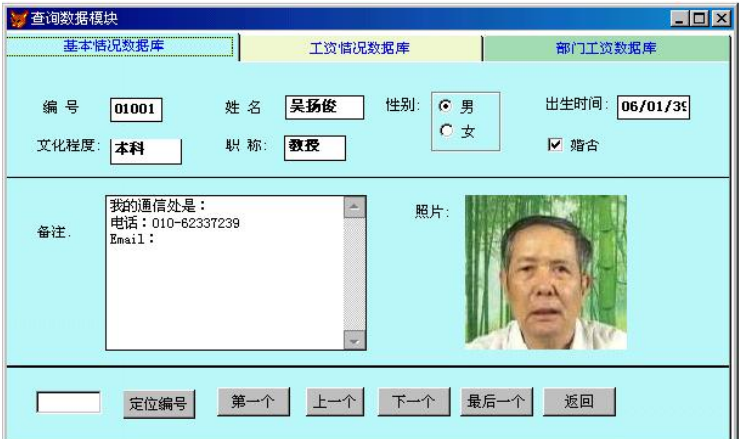 查询数据模块
基本情况数据库 工资情况数据库 部门工资数据库
编 号 01001 姓 名 吴扬俊 性别: 男 出生时间: 06/01/39
女
文化程度: 本科 职 称: 教授 婚否
备注. 我的通信处是: 照片:
电话:010-62337239
Email:
定位编号 第一个 上一个 下一个 最后一个 返回